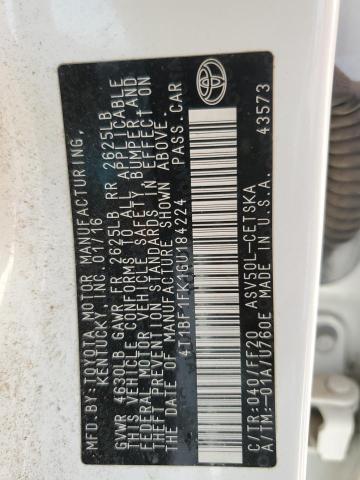 MFD. BY: TOYOTA MOTOR MANUFACTURING,
KENTUCKY, INC. 01/16
GVWR 4630LB GAWR FR 2625LB RR 2625LB
THIS VEHICLE CONFORMS TO ALL APPLICABLE
FEDERAL MOTOR VEHICLE SAFETY, BUMPER, AND
THEFT PREVENTION STANDARDS IN EFFECT ON
THE DATE OF MANUFACTURE SHOWN ABOVE.
4T1BF1FK1GU184224 PASS. CAR
C/TR: 040/FF20 ASV50L-CETSKA
A/TM: -01A/U760E MADE IN U.S.A. 43573